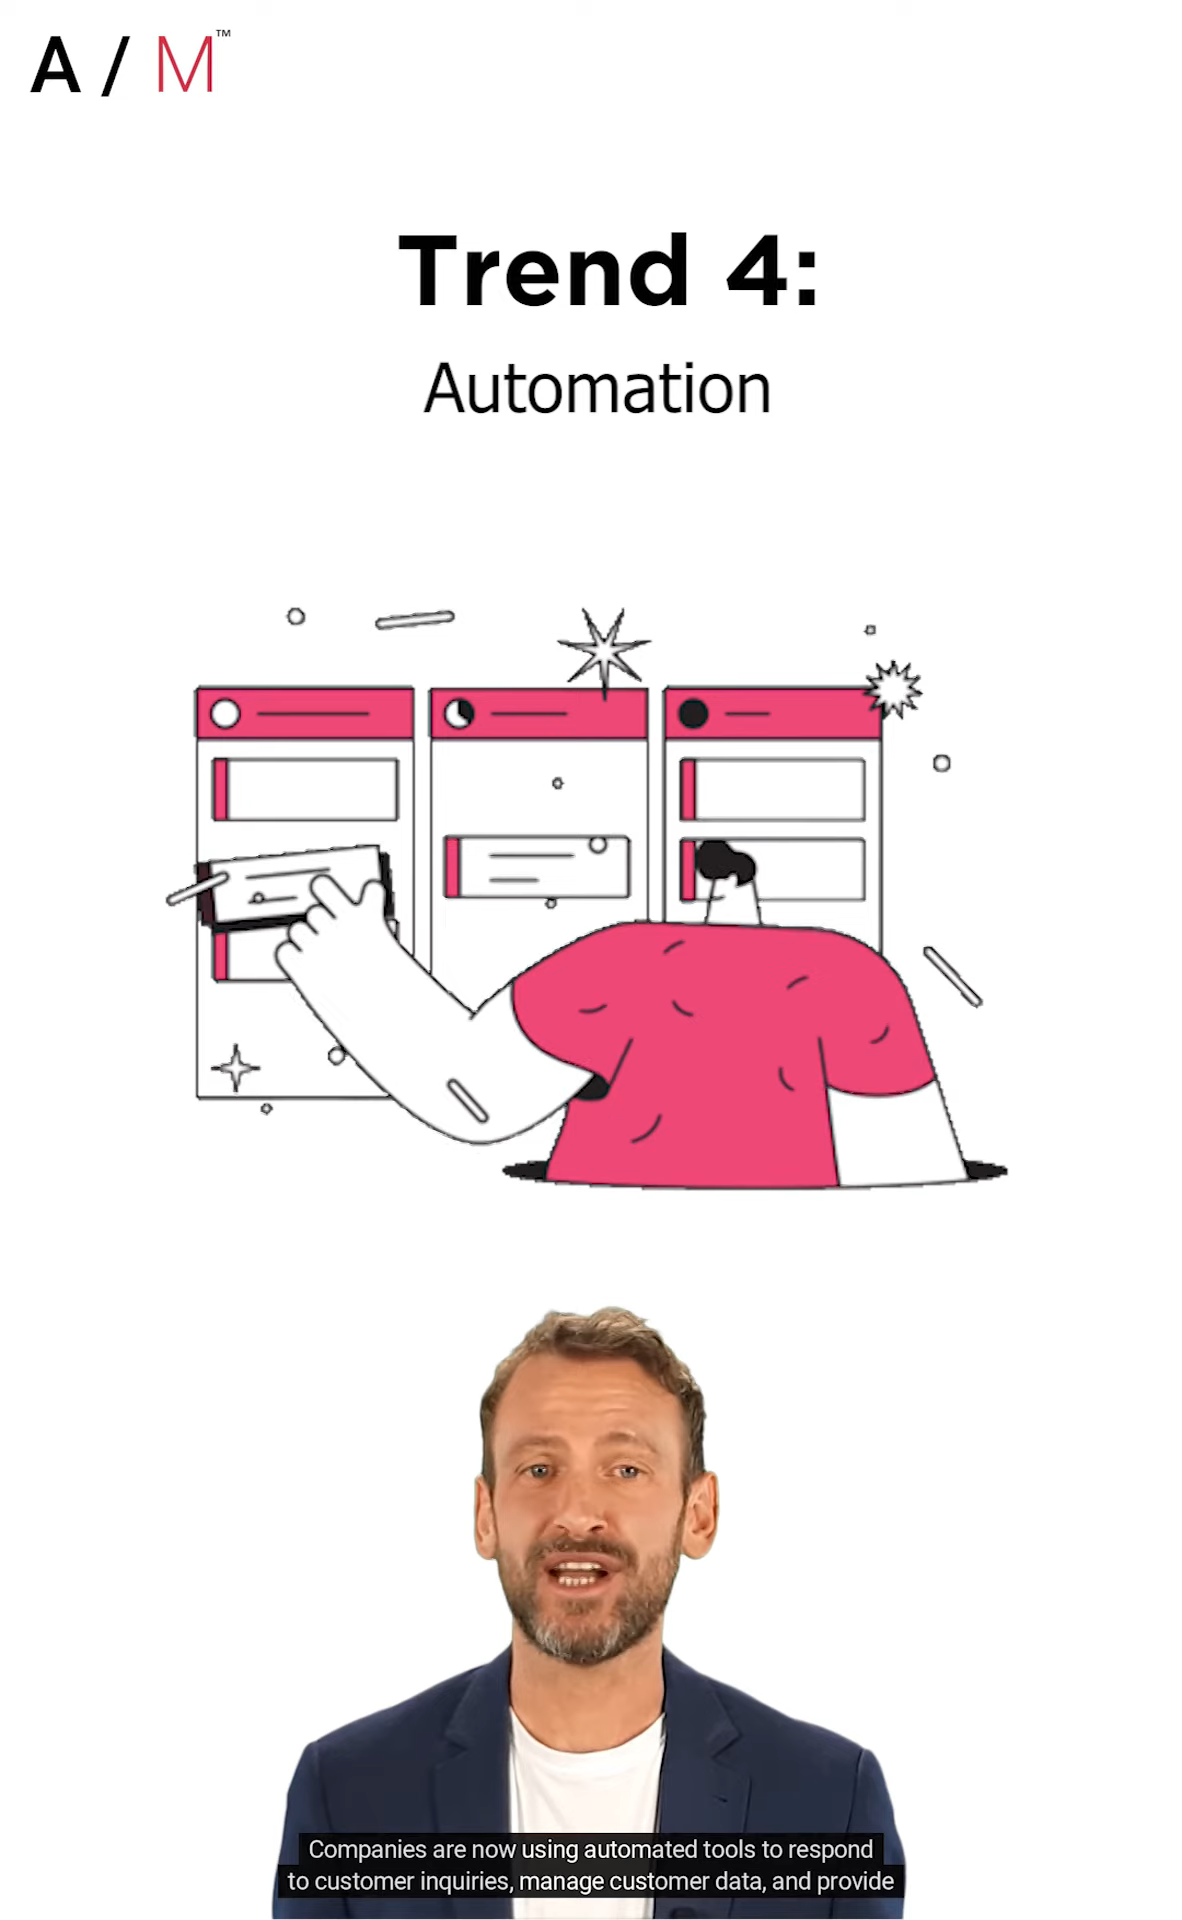 A / M™
Trend 4:
Automation
Companies are now using automated tools to respond
to customer inquiries, manage customer data, and provide